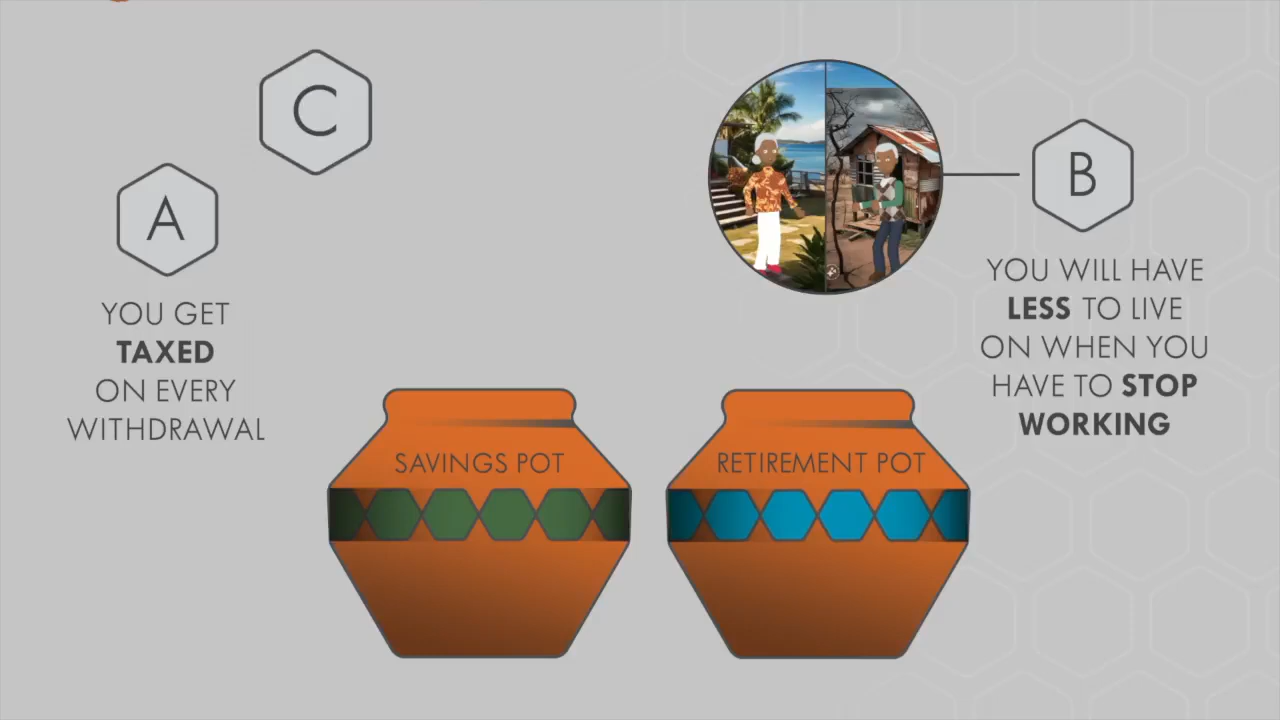 C
A
YOU GET
TAXED
ON EVERY
WITHDRAWAL
B
YOU WILL HAVE
LESS TO LIVE
ON WHEN YOU
HAVE TO STOP
WORKING
SAVINGS POT
RETIREMENT POT